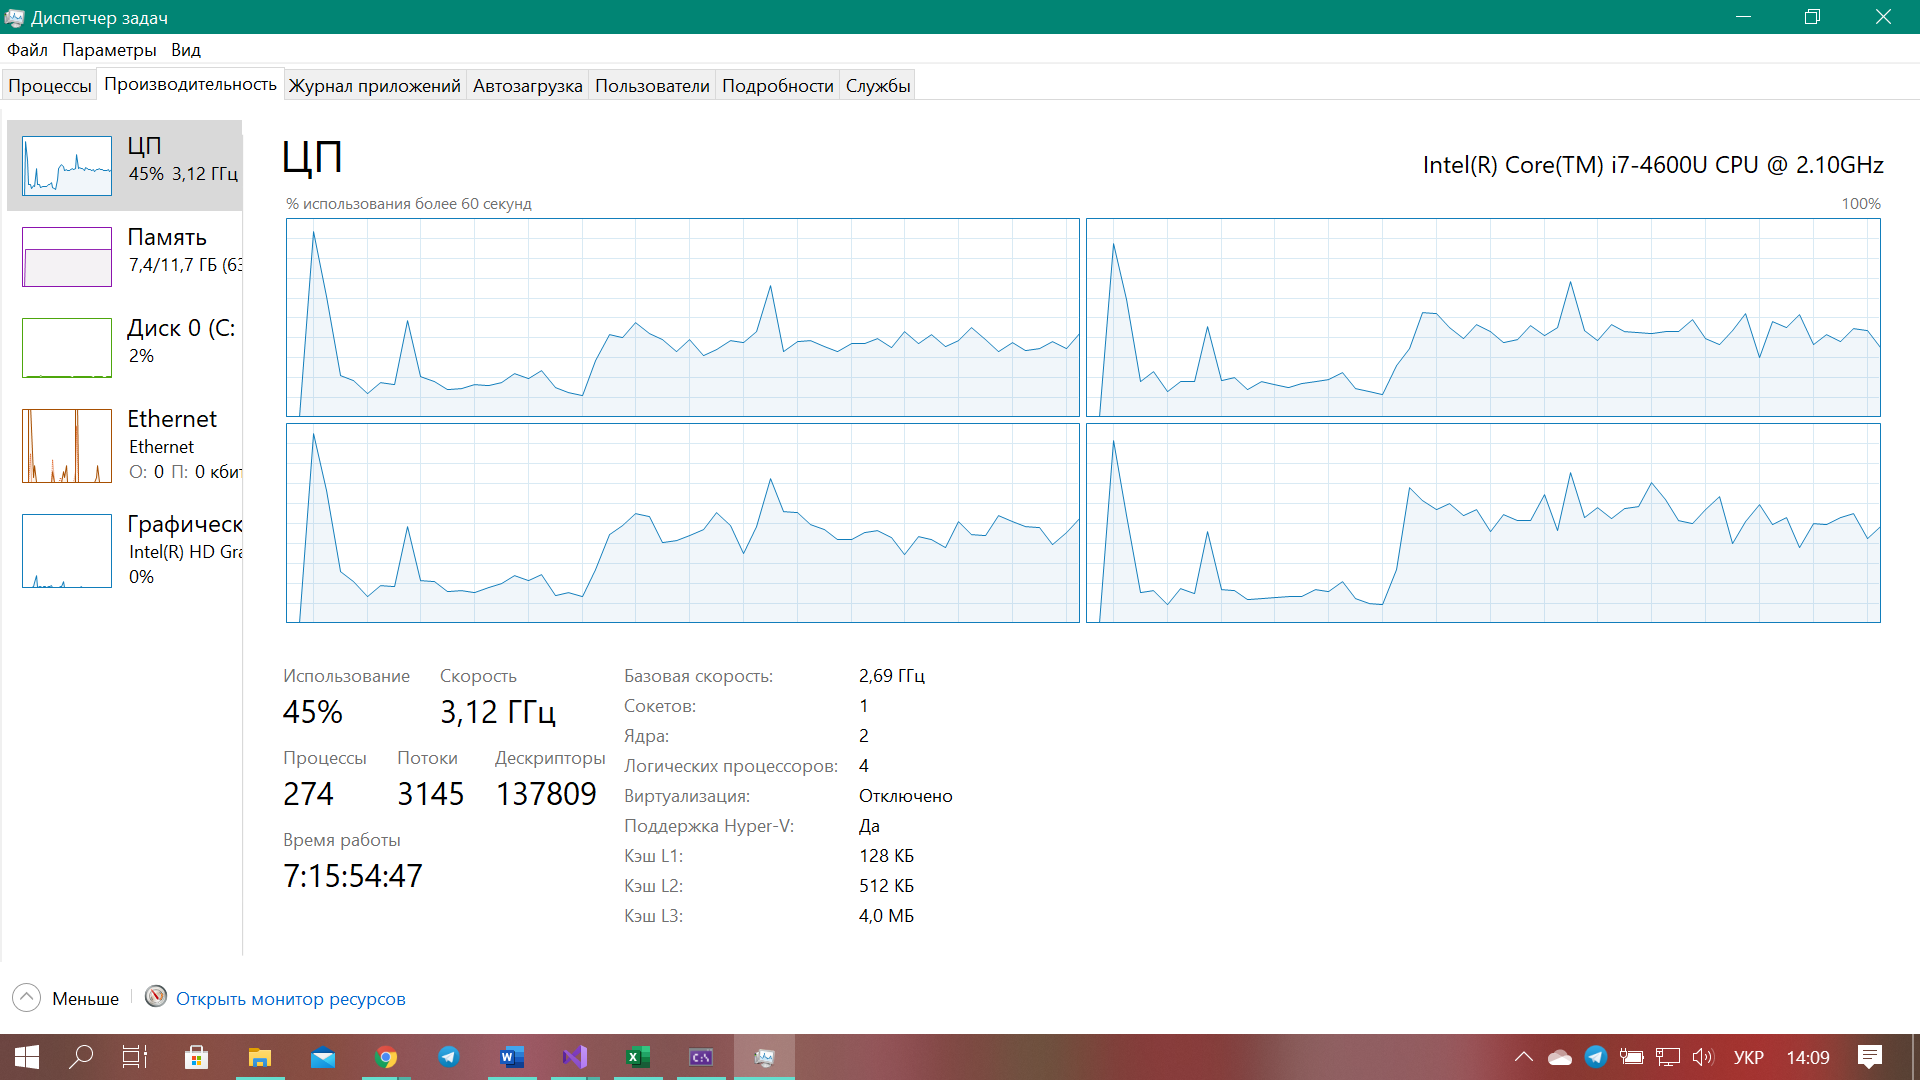 Диспетчер задач
Файл Параметры Вид
Процессы Производительность Журнал приложений Автозагрузка Пользователи Подробности Службы
ЦП
45% 3,12 ГГц
Память
7,4/11,7 ГБ (63
Диск 0 (C:
2%
Ethernet
Ethernet
О: 0 П: 0 кбит
Графическ
Intel(R) HD Gra
0%
ЦП
Intel(R) Core(TM) i7-4600U CPU @ 2.10GHz
% использования более 60 секунд 100%
Использование Скорость
45% 3,12 ГГц
Процессы Потоки Дескрипторы
274 3145 137809
Время работы
7:15:54:47
Базовая скорость: 2,69 ГГц
Сокетов: 1
Ядра: 2
Логических процессоров: 4
Виртуализация: Отключено
Поддержка Hyper-V: Да
Кэш L1: 128 КБ
Кэш L2: 512 КБ
Кэш L3: 4,0 МБ
Меньше Открыть монитор ресурсов
УКР 14:09